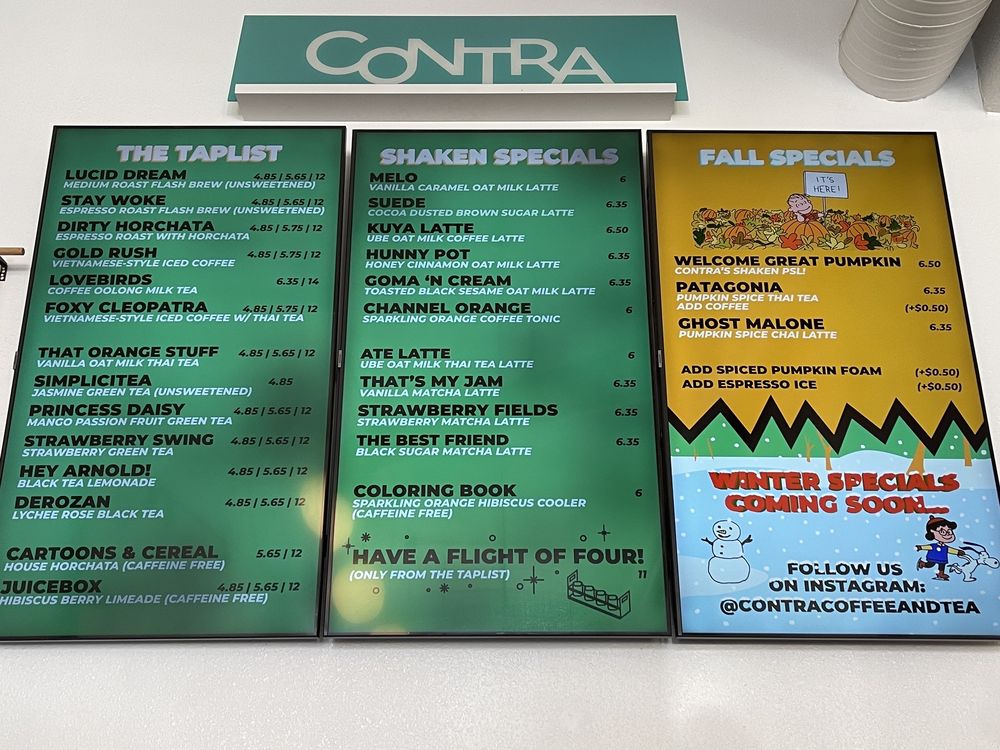 CONTRA
THE TAPLIST
LUCID DREAM 4.85 | 5.65 | 12
MEDIUM ROAST FLASH BREW (UNSWEETENED)
STAY WOKE 4.85 | 5.65 | 12
ESPRESSO ROAST FLASH BREW (UNSWEETENED)
DIRTY HORCHATA 4.85 | 5.75 | 12
ESPRESSO ROAST WITH HORCHATA
GOLD RUSH 4.85 | 5.75 | 12
VIETNAMESE-STYLE ICED COFFEE
LOVEBIRDS 6.35 | 14
COFFEE OOLONG MILK TEA
FOXY CLEOPATRA 4.85 | 5.75 | 12
VIETNAMESE-STYLE ICED COFFEE W/ THAI TEA
THAT ORANGE STUFF 4.85 | 5.65 | 12
VANILLA OAT MILK THAI TEA
SIMPLICITEA 4.85
JASMINE GREEN TEA (UNSWEETENED)
PRINCESS DAISY 4.85 | 5.65 | 12
MANGO PASSION FRUIT GREEN TEA
STRAWBERRY SWING 4.85 | 5.65 | 12
STRAWBERRY GREEN TEA
HEY ARNOLD! 4.85 | 5.65 | 12
BLACK TEA LEMONADE
DEROZAN 4.85 | 5.65 | 12
LYCHEE ROSE BLACK TEA
CARTOONS & CEREAL 5.65 | 12
HOUSE HORCHATA (CAFFEINE FREE)
JUICEBOX 4.85 | 5.65 | 12
HIBISCUS BERRY LIMEADE (CAFFEINE FREE)
SHAKEN SPECIALS
MELO 6
VANILLA CARAMEL OAT MILK LATTE
SUEDE 6.35
COCOA DUSTED BROWN SUGAR LATTE
KUYA LATTE 6.50
UBE OAT MILK COFFEE LATTE
HUNNY POT 6.35
HONEY CINNAMON OAT MILK LATTE
GOMA 'N CREAM 6.35
TOASTED BLACK SESAME OAT MILK LATTE
CHANNEL ORANGE 6
SPARKLING ORANGE COFFEE TONIC
ATE LATTE 6
UBE OAT MILK THAI TEA LATTE
THAT'S MY JAM 6.35
VANILLA MATCHA LATTE
STRAWBERRY FIELDS 6.35
STRAWBERRY MATCHA LATTE
THE BEST FRIEND 6.35
BLACK SUGAR MATCHA LATTE
COLORING BOOK 6
SPARKLING ORANGE HIBISCUS COOLER
(CAFFEINE FREE)
HAVE A FLIGHT OF FOUR!
(ONLY FROM THE TAPLIST) 11
FALL SPECIALS
IT'S
HERE!
WELCOME GREAT PUMPKIN 6.50
CONTRA'S SHAKEN PSL!
PATAGONIA 6.35
PUMPKIN SPICE THAI TEA
ADD COFFEE (+$0.50)
GHOST MALONE 6.35
PUMPKIN SPICE CHAI LATTE
ADD SPICED PUMPKIN FOAM (+$0.50)
ADD ESPRESSO ICE (+$0.50)
WINTER SPECIALS
COMING SOON...
FOLLOW US
ON INSTAGRAM:
@CONTRACOFFEEANDTEA